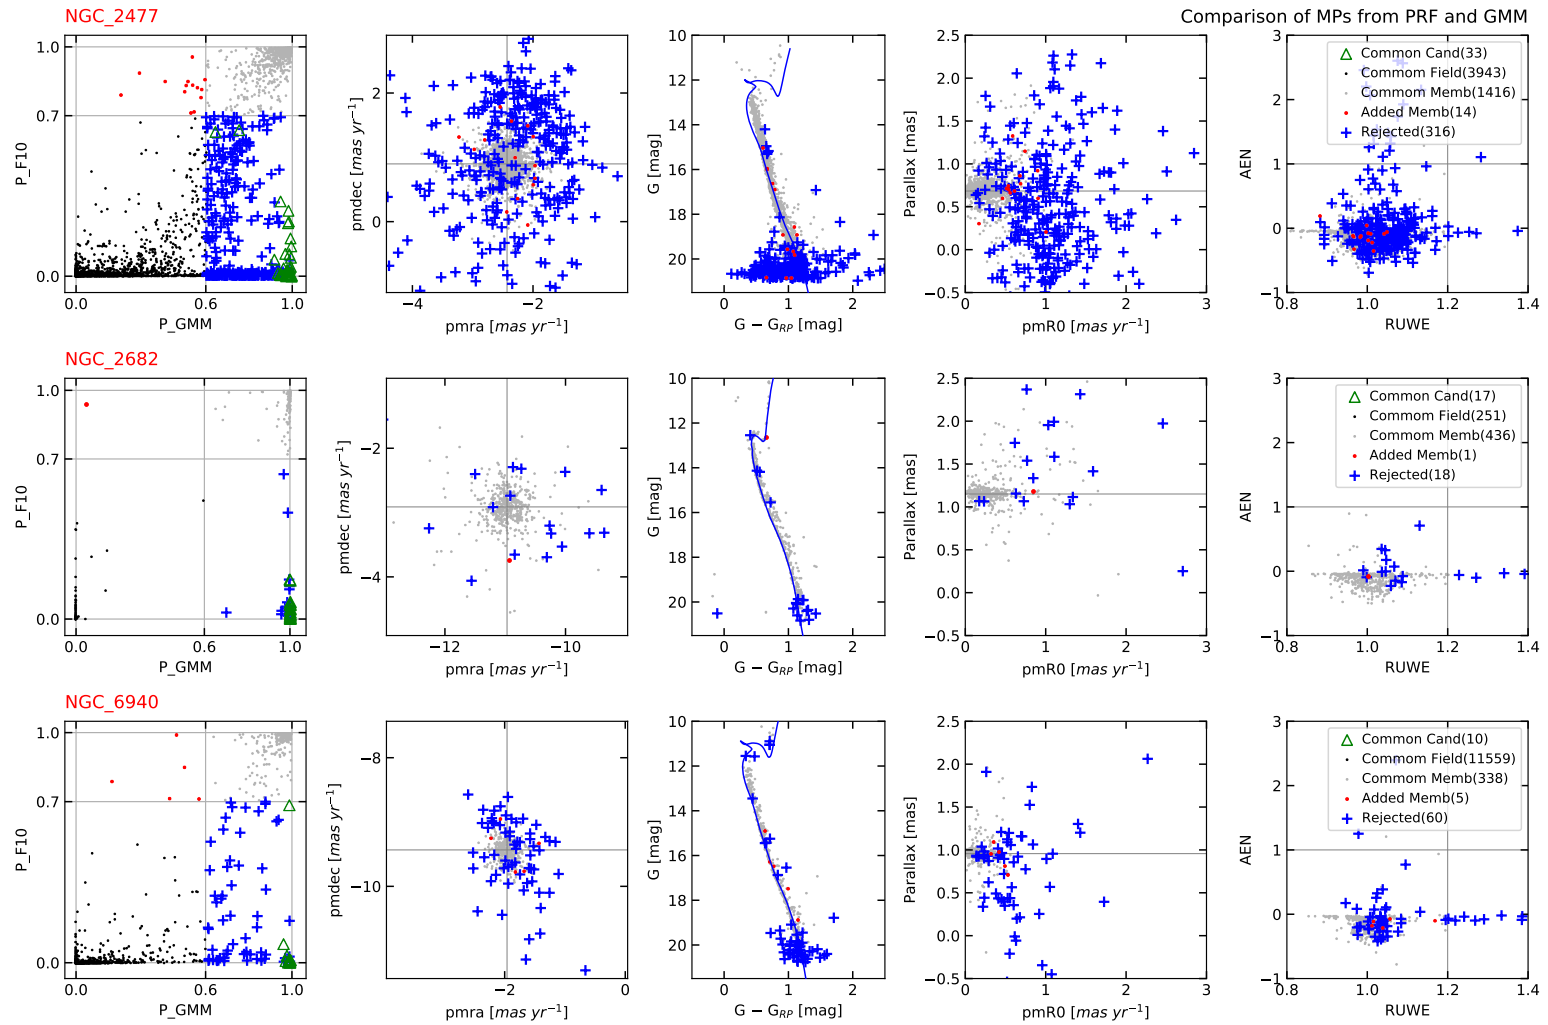 NGC_2477
Comparison of MPs from PRF and GMM
1.0
0.7
0.0
P_F10
0.0
0.6
1.0
P_GMM
2
0
pmdec [mas yr⁻¹]
−4
−2
pmra [mas yr⁻¹]
10
12
14
16
18
20
G [mag]
0
1
2
G − G_RP [mag]
2.5
2.0
1.5
1.0
0.5
0.0
−0.5
Parallax [mas]
0
1
2
3
pmR0 [mas yr⁻¹]
3
2
1
0
−1
AEN
0.8
1.0
1.2
1.4
RUWE
Common Cand(33)
Commom Field(3943)
Commom Memb(1416)
Added Memb(14)
Rejected(316)
NGC_2682
1.0
0.7
0.0
P_F10
0.0
0.6
1.0
P_GMM
−2
−4
pmdec [mas yr⁻¹]
−12
−10
pmra [mas yr⁻¹]
10
12
14
16
18
20
G [mag]
0
1
2
G − G_RP [mag]
2.5
2.0
1.5
1.0
0.5
0.0
−0.5
Parallax [mas]
0
1
2
3
pmR0 [mas yr⁻¹]
3
2
1
0
−1
AEN
0.8
1.0
1.2
1.4
RUWE
Common Cand(17)
Commom Field(251)
Commom Memb(436)
Added Memb(1)
Rejected(18)
NGC_6940
1.0
0.7
0.0
P_F10
0.0
0.6
1.0
P_GMM
−8
−10
pmdec [mas yr⁻¹]
−4
−2
0
pmra [mas yr⁻¹]
10
12
14
16
18
20
G [mag]
0
1
2
G − G_RP [mag]
2.5
2.0
1.5
1.0
0.5
0.0
−0.5
Parallax [mas]
0
1
2
3
pmR0 [mas yr⁻¹]
3
2
1
0
−1
AEN
0.8
1.0
1.2
1.4
RUWE
Common Cand(10)
Commom Field(11559)
Commom Memb(338)
Added Memb(5)
Rejected(60)